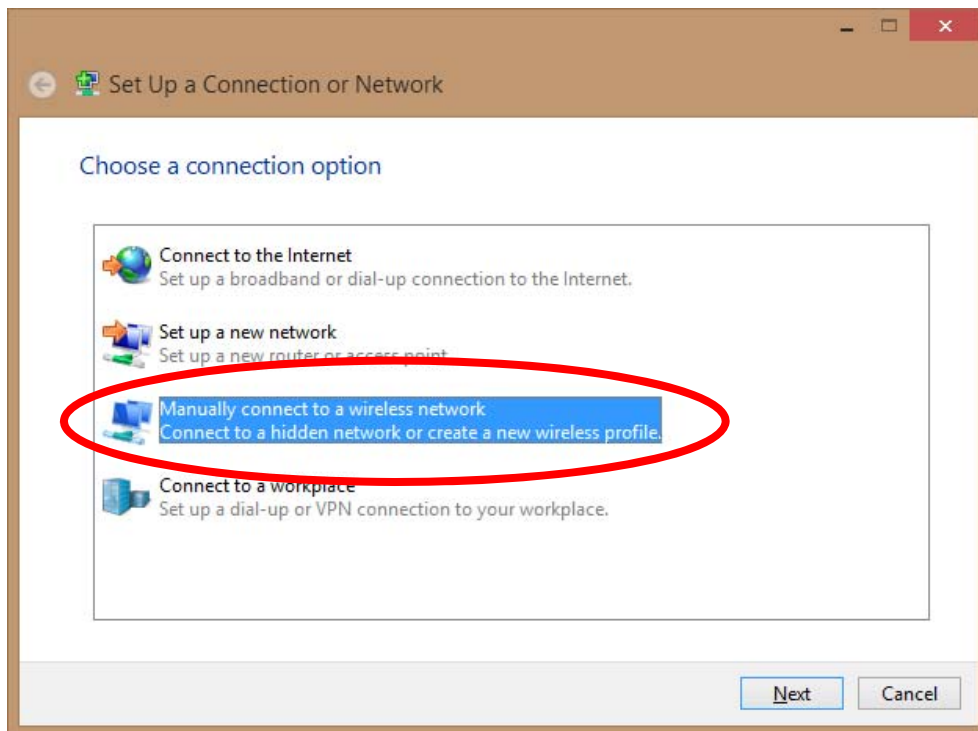 Set Up a Connection or Network
Choose a connection option
Connect to the Internet
Set up a broadband or dial-up connection to the Internet.
Set up a new network
Set up a new router or access point.
Manually connect to a wireless network
Connect to a hidden network or create a new wireless profile.
Connect to a workplace
Set up a dial-up or VPN connection to your workplace.
Next
Cancel